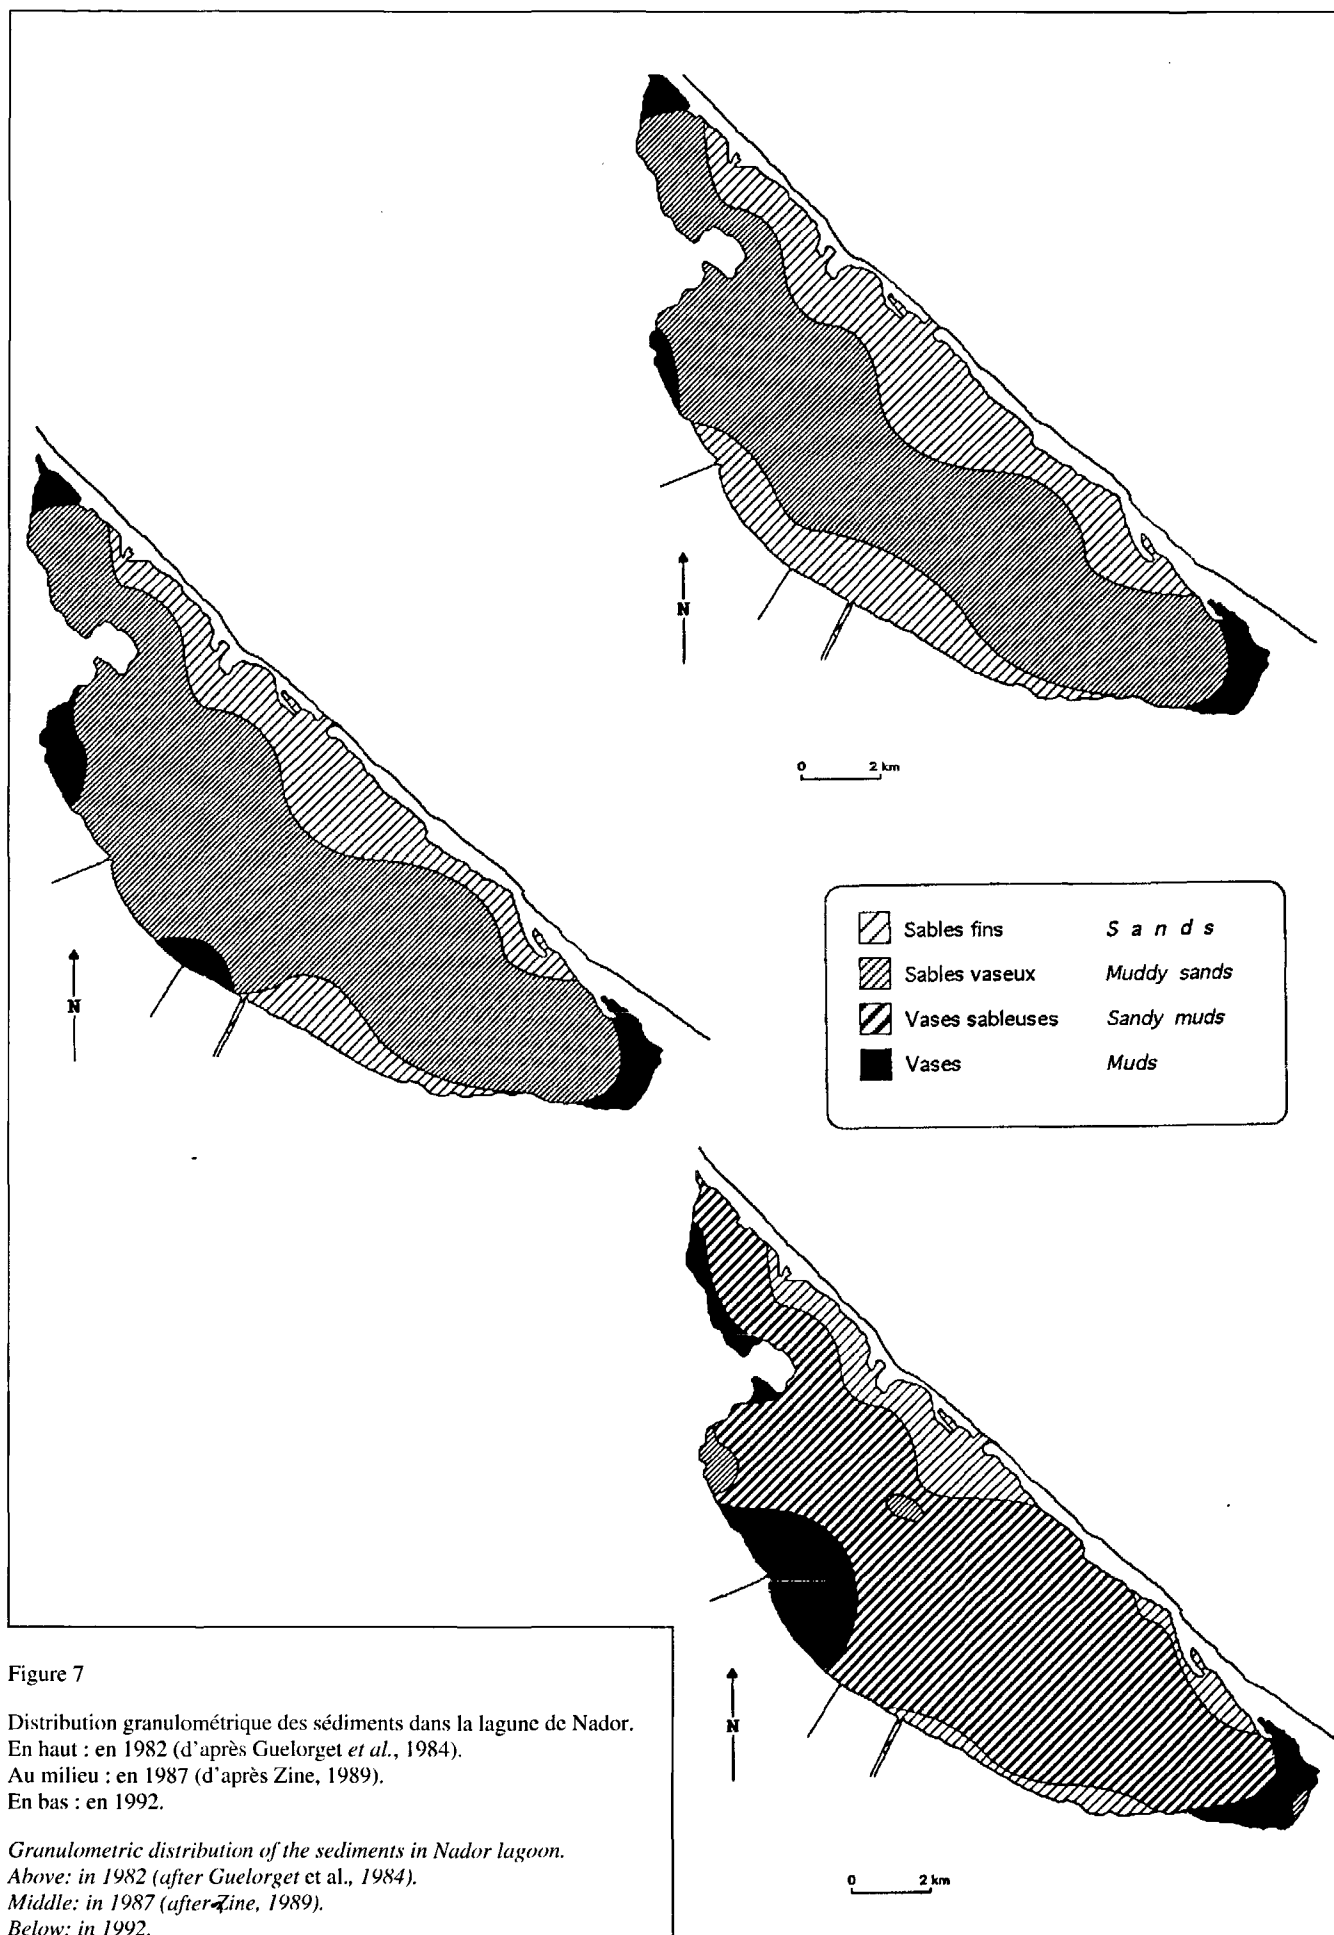 N
0 2 km
N
Sables fins Sands
Sables vaseux Muddy sands
Vases sableuses Sandy muds
Vases Muds
N
0 2 km
Figure 7
Distribution granulométrique des sédiments dans la lagune de Nador.
En haut : en 1982 (d'après Guelorget et al., 1984).
Au milieu : en 1987 (d'après Zine, 1989).
En bas : en 1992.
Granulometric distribution of the sediments in Nador lagoon.
Above: in 1982 (after Guelorget et al., 1984).
Middle: in 1987 (after Zine, 1989).
Below: in 1992.